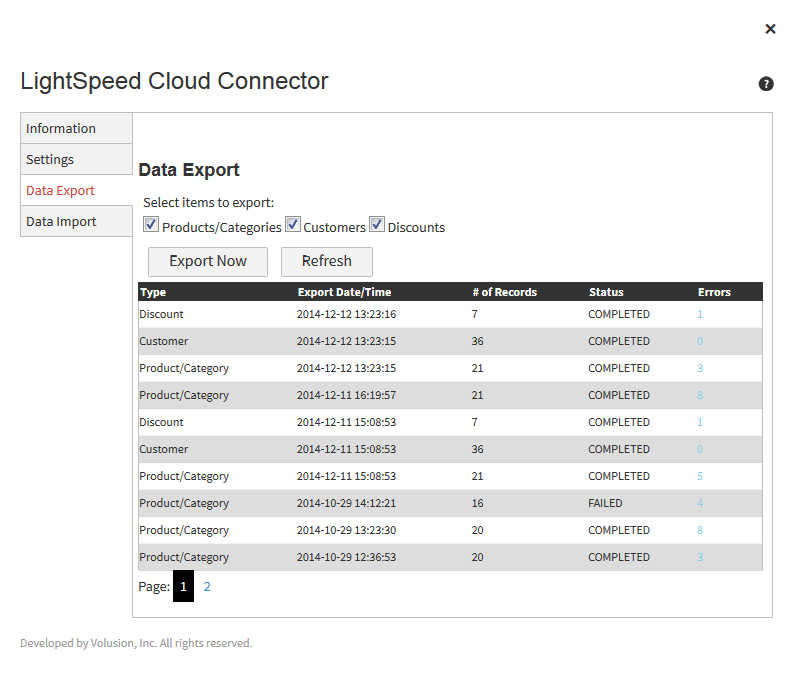 ×
LightSpeed Cloud Connector
?
Information
Settings
Data Export
Data Import
Data Export
Select items to export:
Products/Categories Customers Discounts
Export Now Refresh
Type Export Date/Time # of Records Status Errors
Discount 2014-12-12 13:23:16 7 COMPLETED 1
Customer 2014-12-12 13:23:15 36 COMPLETED 0
Product/Category 2014-12-12 13:23:15 21 COMPLETED 3
Product/Category 2014-12-11 16:19:57 21 COMPLETED 8
Discount 2014-12-11 15:08:53 7 COMPLETED 1
Customer 2014-12-11 15:08:53 36 COMPLETED 0
Product/Category 2014-12-11 15:08:53 21 COMPLETED 5
Product/Category 2014-10-29 14:12:21 16 FAILED 4
Product/Category 2014-10-29 13:23:30 20 COMPLETED 8
Product/Category 2014-10-29 12:36:53 20 COMPLETED 3
Page: 1 2
Developed by Volusion, Inc. All rights reserved.